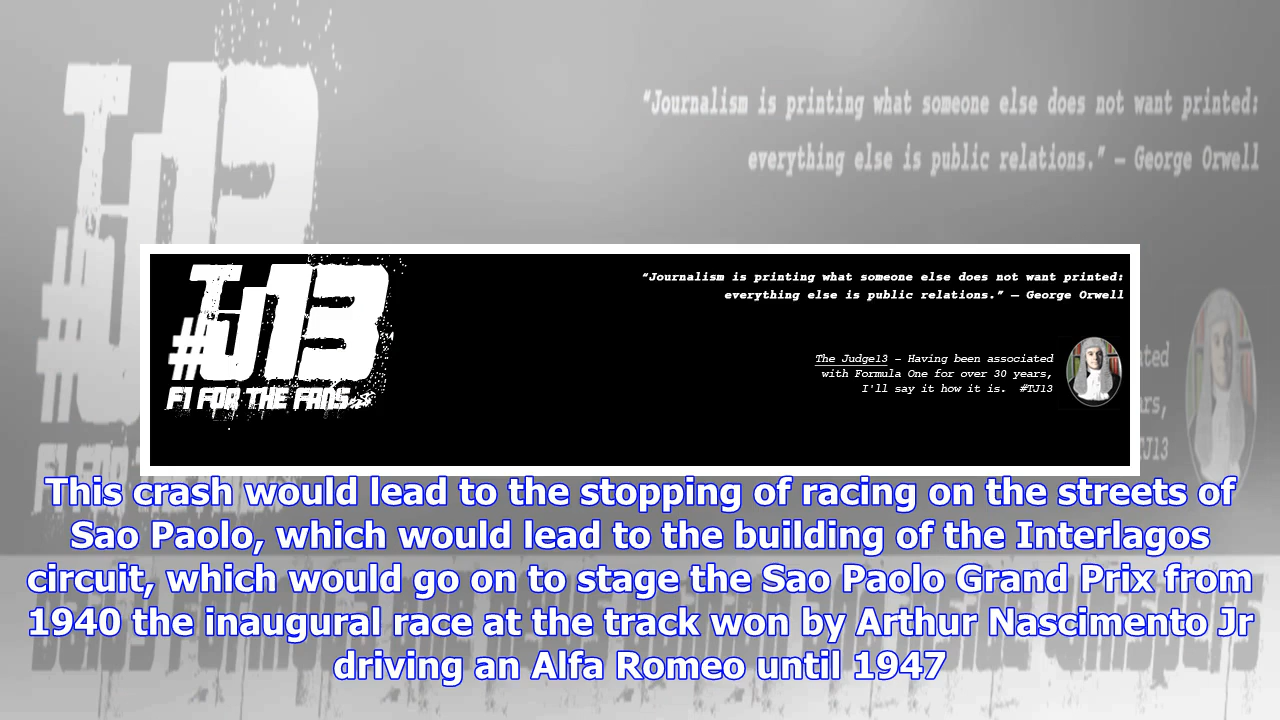 “Journalism is printing what someone else does not want printed:
everything else is public relations.” – George Orwell
#TJ13
F1 FOR THE FANS...
“Journalism is printing what someone else does not want printed:
everything else is public relations.” – George Orwell
The Judge13 – Having been associated
with Formula One for over 30 years,
I'll say it how it is. #TJ13
ated
ars,
TJ13
This crash would lead to the stopping of racing on the streets of
Sao Paolo, which would lead to the building of the Interlagos
circuit, which would go on to stage the Sao Paolo Grand Prix from
1940 the inaugural race at the track won by Arthur Nascimento Jr
driving an Alfa Romeo until 1947